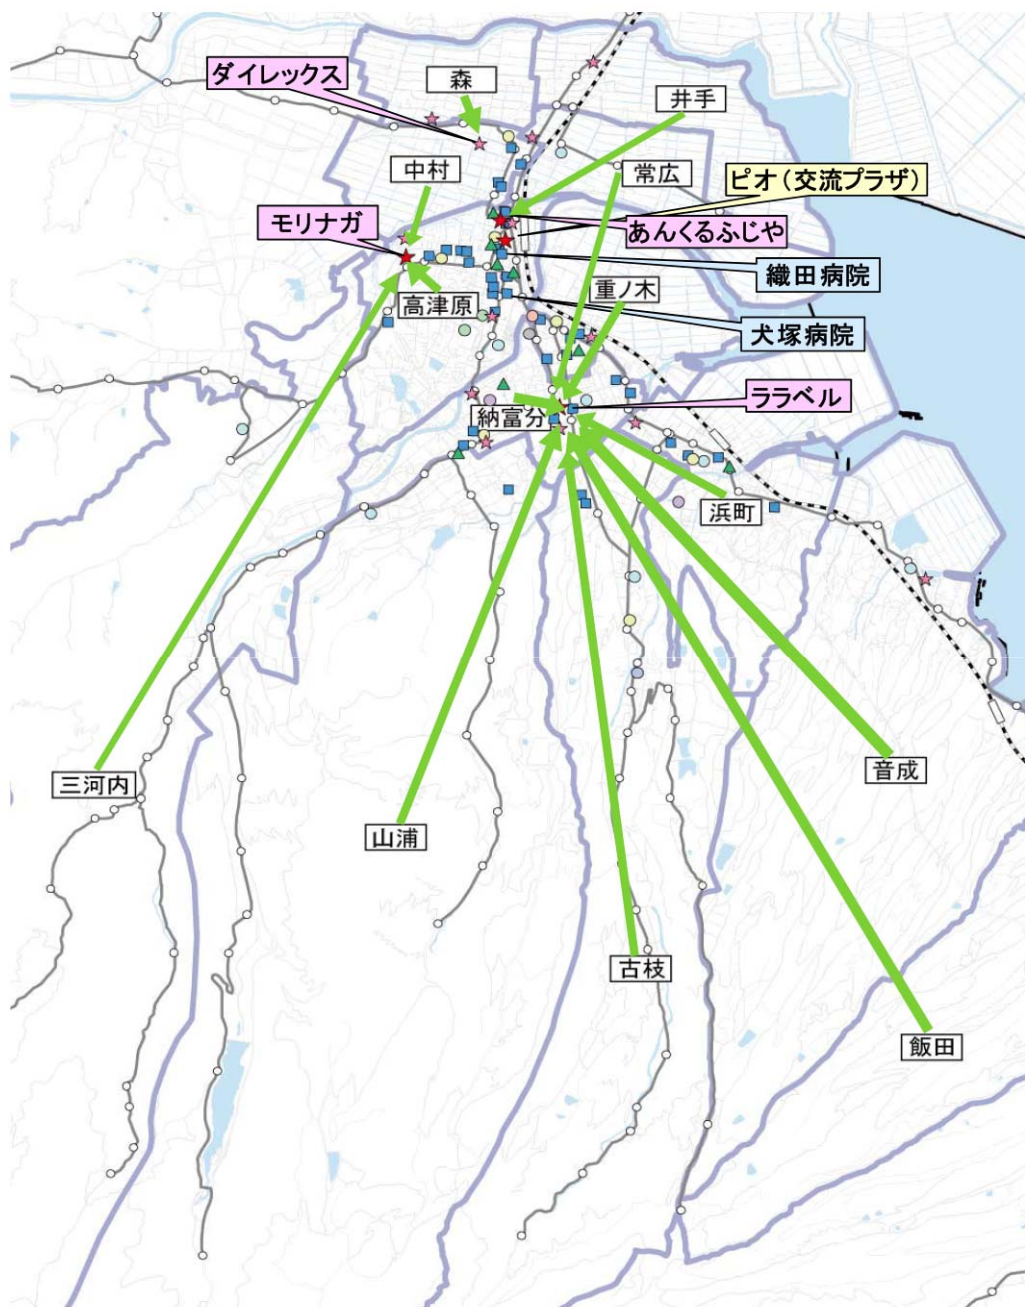 ダイレックス
森
井手
中村
常広
ピオ（交流プラザ）
モリナガ
あんくるふじや
織田病院
高津原
重ノ木
犬塚病院
ララベル
納富分
浜町
三河内
音成
山浦
古枝
飯田